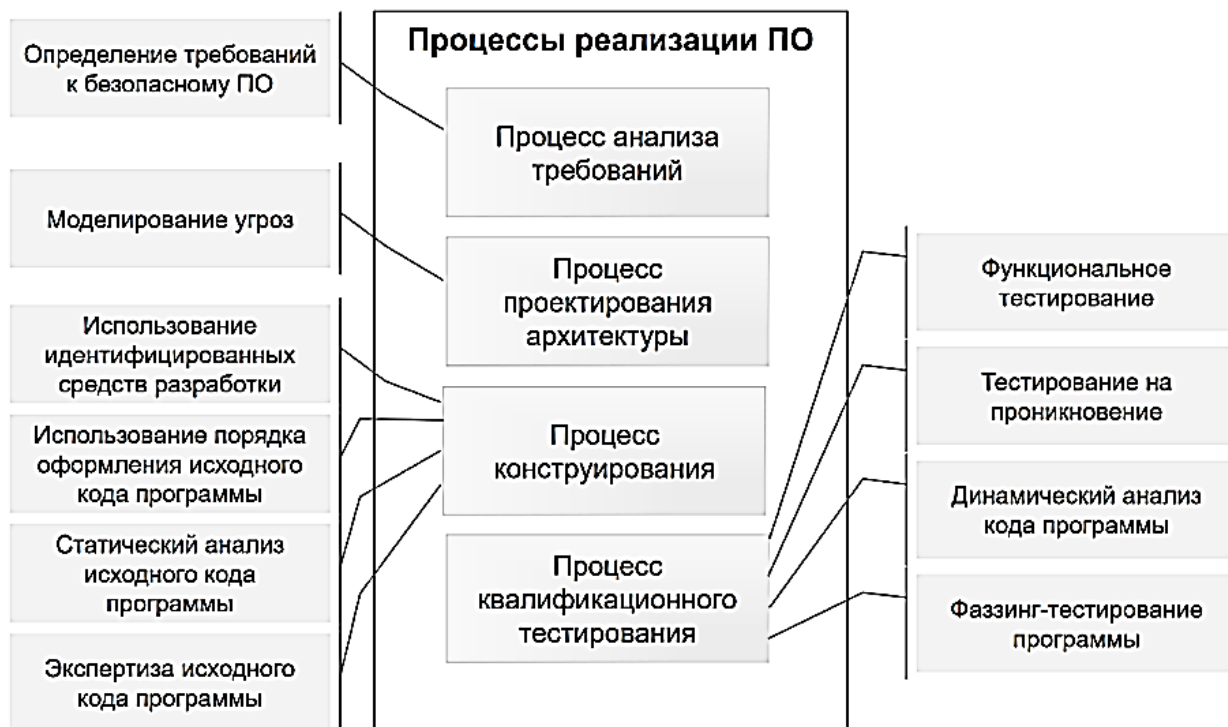 Определение требований
к безопасному ПО
Моделирование угроз
Использование
идентифицированных
средств разработки
Использование порядка
оформления исходного
кода программы
Статический анализ
исходного кода
программы
Экспертиза исходного
кода программы
Процессы реализации ПО
Процесс анализа
требований
Процесс
проектирования
архитектуры
Процесс
конструирования
Процесс
квалификационного
тестирования
Функциональное
тестирование
Тестирование на
проникновение
Динамический анализ
кода программы
Фаззинг-тестирование
программы